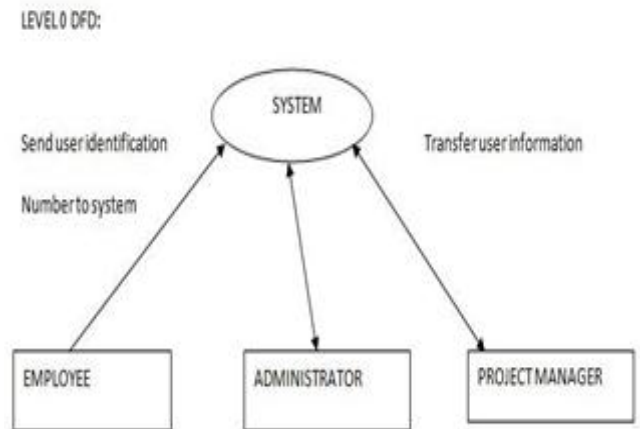 LEVEL 0 DFD:
SYSTEM
Send user identification
Transfer user information
Number to system
EMPLOYEE
ADMINISTRATOR
PROJECT MANAGER